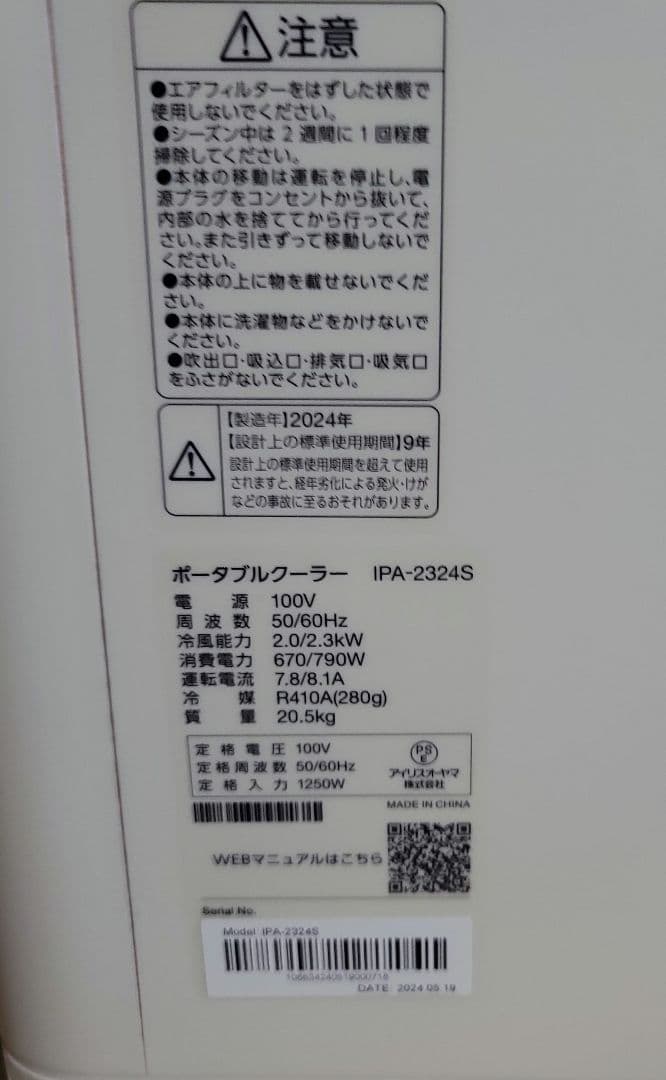 注意
●エアフィルターをはずした状態で
使用しないでください。
●シーズン中は2週間に1回程度
掃除してください。
●本体の移動は運転を停止し、電
源プラグをコンセントから抜いて、
内部の水を捨ててから行ってくだ
さい。また引きずって移動しないで
ください。
●本体の上に物を載せないでくだ
さい。
●本体に洗濯物などをかけないで
ください。
●吹出口・吸込口・排気口・吸気口
をふさがないでください。
【製造年】2024年
【設計上の標準使用期間】9年
設計上の標準使用期間を超えて使用
されますと、経年劣化による発火・けが
などの事故に至るおそれがあります。
ポータブルクーラー IPA-2324S
電源 100V
周波数 50/60Hz
冷風能力 2.0/2.3kW
消費電力 670/790W
運転電流 7.8/8.1A
冷媒 R410A(280g)
質量 20.5kg
定格電圧 100V
定格周波数 50/60Hz
定格入力 1250W
PS
E
アイリスオーヤマ
株式会社
MADE IN CHINA
WEBマニュアルはこちら
Serial No.
Model IPA-2324S
DATE 2024 05 19